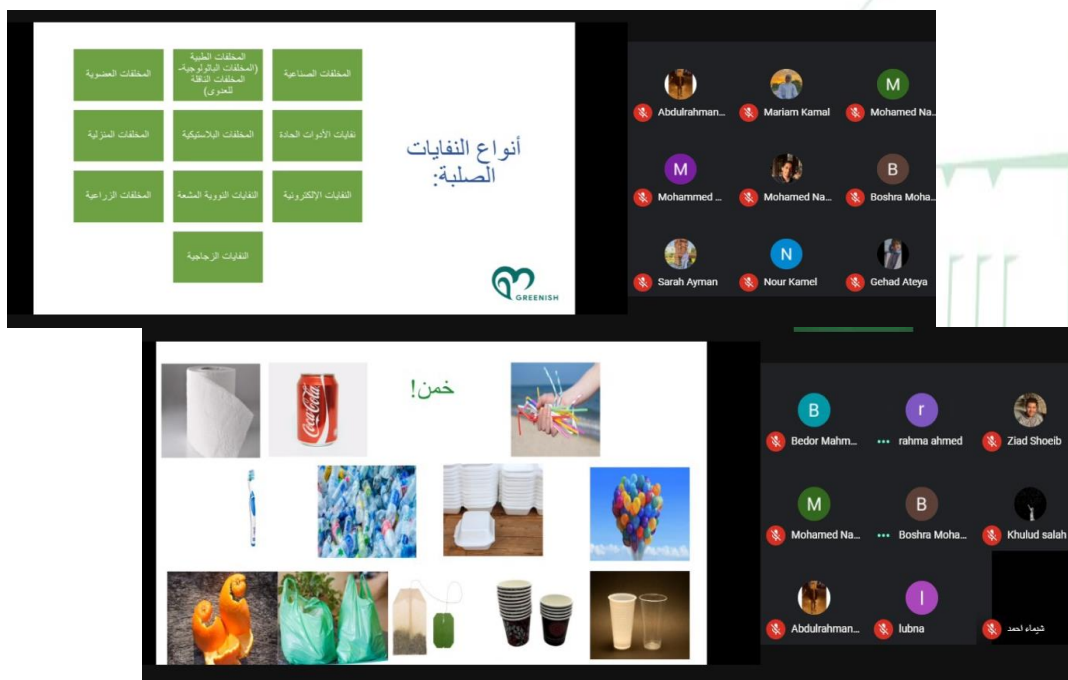 المخلفات العضوية
المخلفات الطبية
(المخلفات الباثولوجية-
المخلفات الناقلة
للعدوى)
المخلفات الصناعية
المخلفات المنزلية
المخلفات البلاستيكية
نفايات الأدوات الحادة
المخلفات الزراعية
النفايات النووية المشعة
النفايات الإلكترونية
النفايات الزجاجية
أنواع النفايات
الصلبة:
GREENISH
Abdulrahman...
Mariam Kamal
M
Mohamed Na...
M
Mohammed ...
Mohamed Na...
B
Boshra Moha...
Sarah Ayman
N
Nour Kamel
Gehad Ateya
خمن!
Coca-Cola
B
Bedor Mahm...
r
rahma ahmed
Ziad Shoeib
M
Mohamed Na...
B
Boshra Moha...
Khulud salah
Abdulrahman...
l
lubna
شيماء احمد